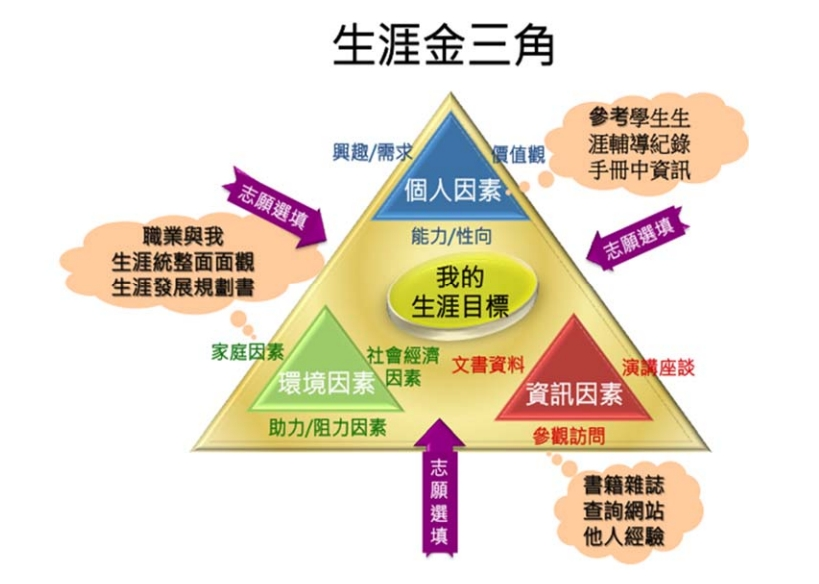 生涯金三角
參考學生生
涯輔導紀錄
手冊中資訊
興趣/需求
價值觀
個人因素
能力/性向
志願選填
志願選填
職業與我
生涯統整面面觀
生涯發展規劃書
我的
生涯目標
家庭因素
社會經濟
因素
環境因素
助力/阻力因素
文書資料
演講座談
資訊因素
參觀訪問
志
願
選
填
書籍雜誌
查詢網站
他人經驗